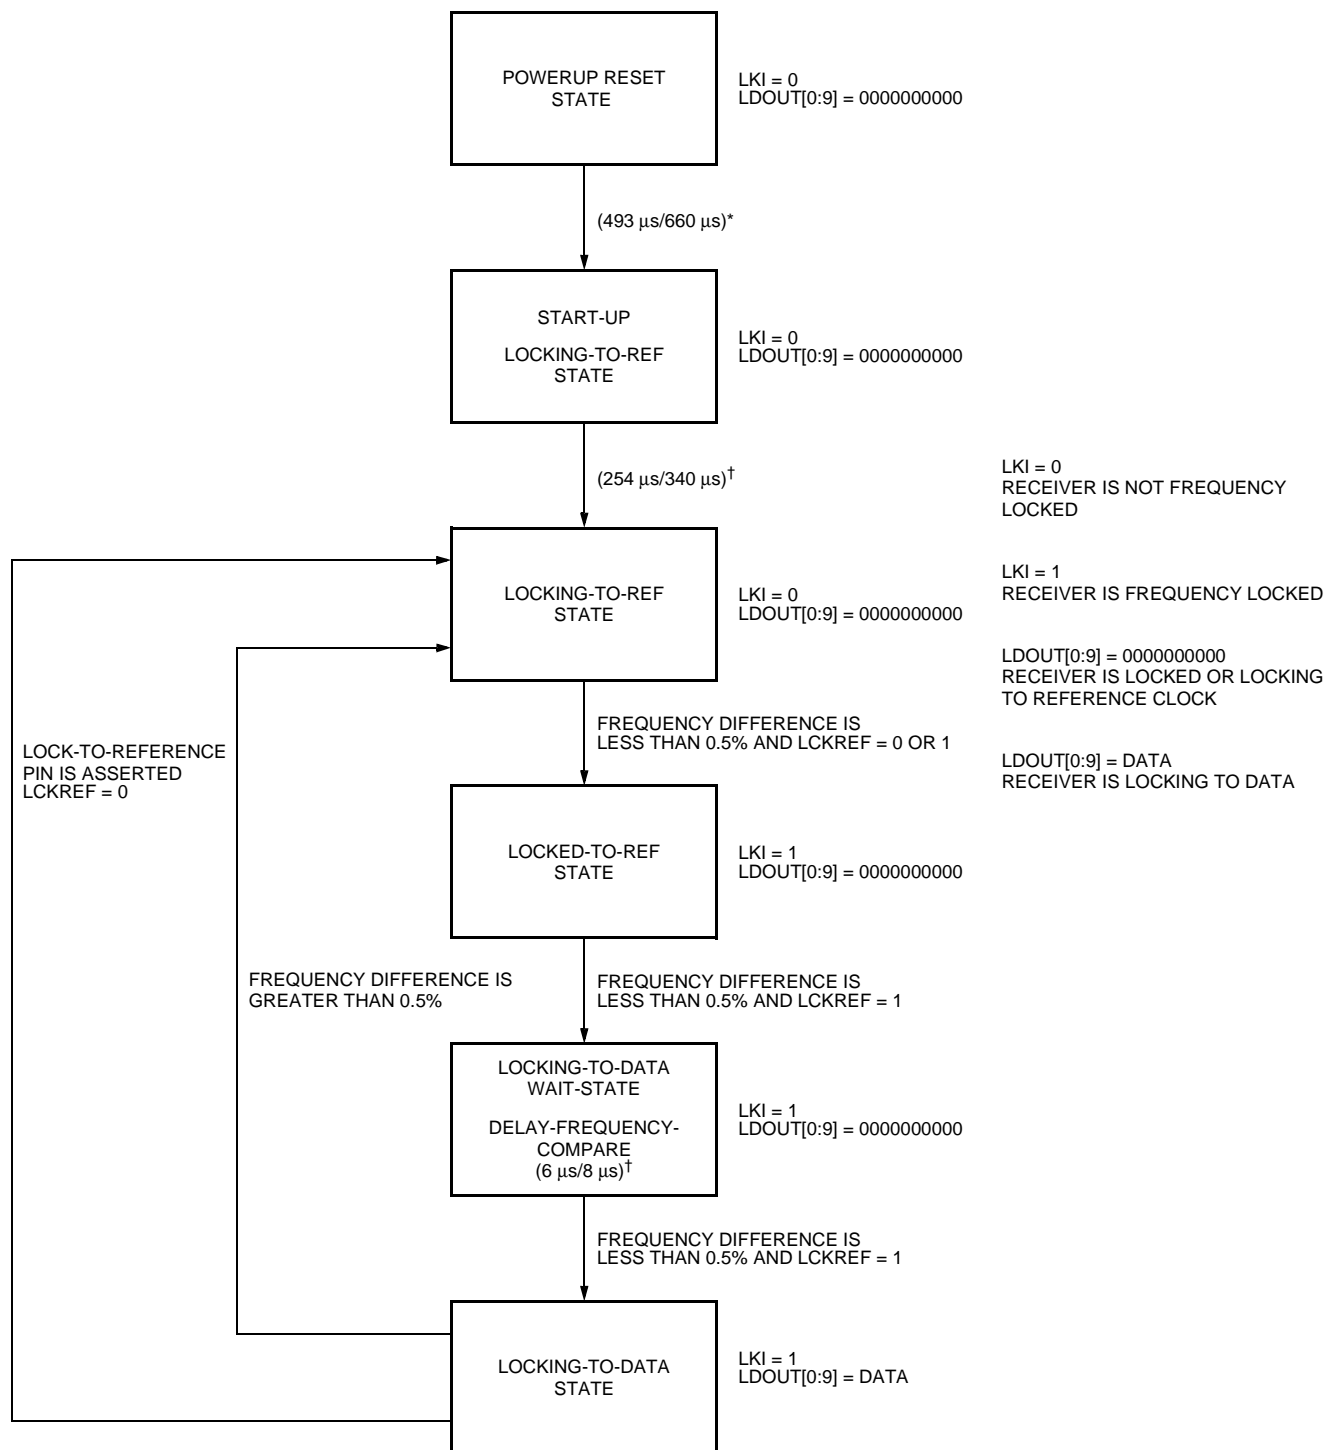 POWERUP RESET
STATE
LKI = 0
LDOUT[0:9] = 0000000000
(493 µs/660 µs)*
START-UP
LOCKING-TO-REF
STATE
LKI = 0
LDOUT[0:9] = 0000000000
(254 µs/340 µs)†
LKI = 0
RECEIVER IS NOT FREQUENCY
LOCKED
LKI = 1
RECEIVER IS FREQUENCY LOCKED
LDOUT[0:9] = 0000000000
RECEIVER IS LOCKED OR LOCKING
TO REFERENCE CLOCK
LDOUT[0:9] = DATA
RECEIVER IS LOCKING TO DATA
LOCKING-TO-REF
STATE
LKI = 0
LDOUT[0:9] = 0000000000
FREQUENCY DIFFERENCE IS
LESS THAN 0.5% AND LCKREF = 0 OR 1
LOCK-TO-REFERENCE
PIN IS ASSERTED
LCKREF = 0
LOCKED-TO-REF
STATE
LKI = 1
LDOUT[0:9] = 0000000000
FREQUENCY DIFFERENCE IS
GREATER THAN 0.5%
FREQUENCY DIFFERENCE IS
LESS THAN 0.5% AND LCKREF = 1
LOCKING-TO-DATA
WAIT-STATE
DELAY-FREQUENCY-
COMPARE
(6 µs/8 µs)†
LKI = 1
LDOUT[0:9] = 0000000000
FREQUENCY DIFFERENCE IS
LESS THAN 0.5% AND LCKREF = 1
LOCKING-TO-DATA
STATE
LKI = 1
LDOUT[0:9] = DATA